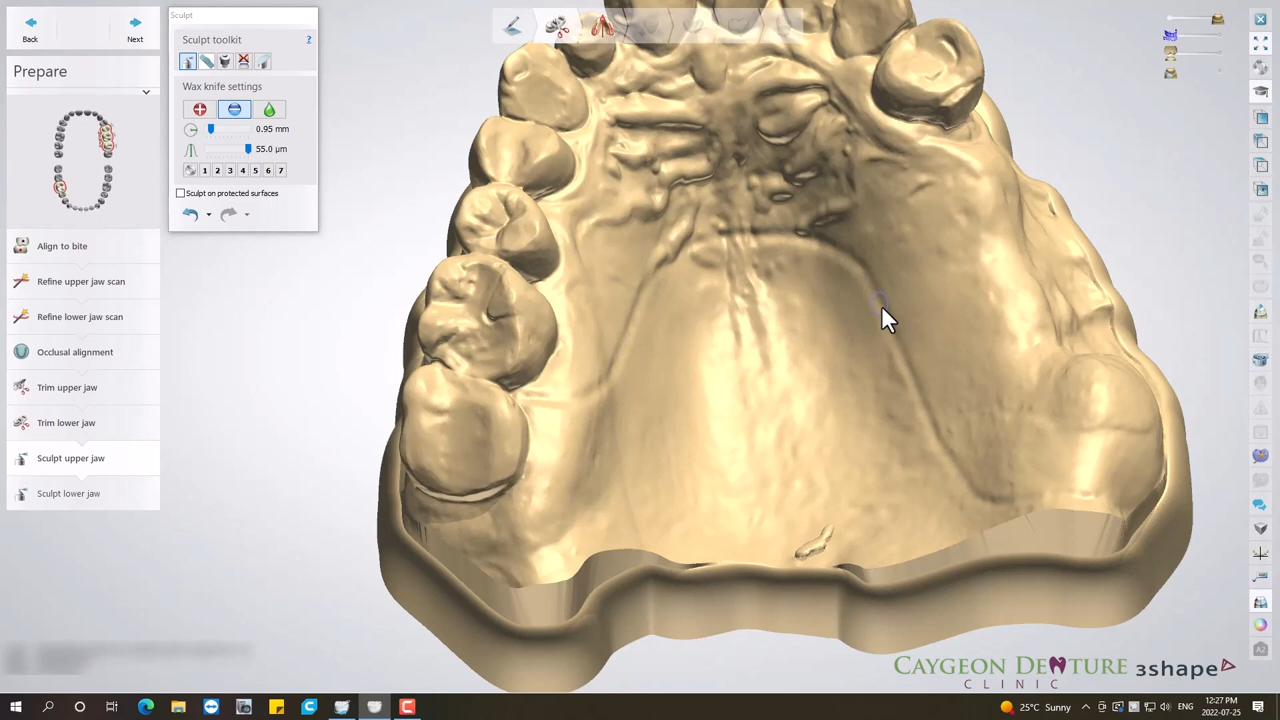 Sculpt
Back
Next
Sculpt toolkit
?
Prepare
Wax knife settings
0.95 mm
55.0 µm
1 2 3 4 5 6 7
Sculpt on protected surfaces
Align to bite
Refine upper jaw scan
Refine lower jaw scan
Occlusal alignment
Trim upper jaw
Trim lower jaw
Sculpt upper jaw
Sculpt lower jaw
A2
CAYGEON DENTURE
CLINIC
3shape
25°C Sunny
ENG
12:27 PM
2022-07-25